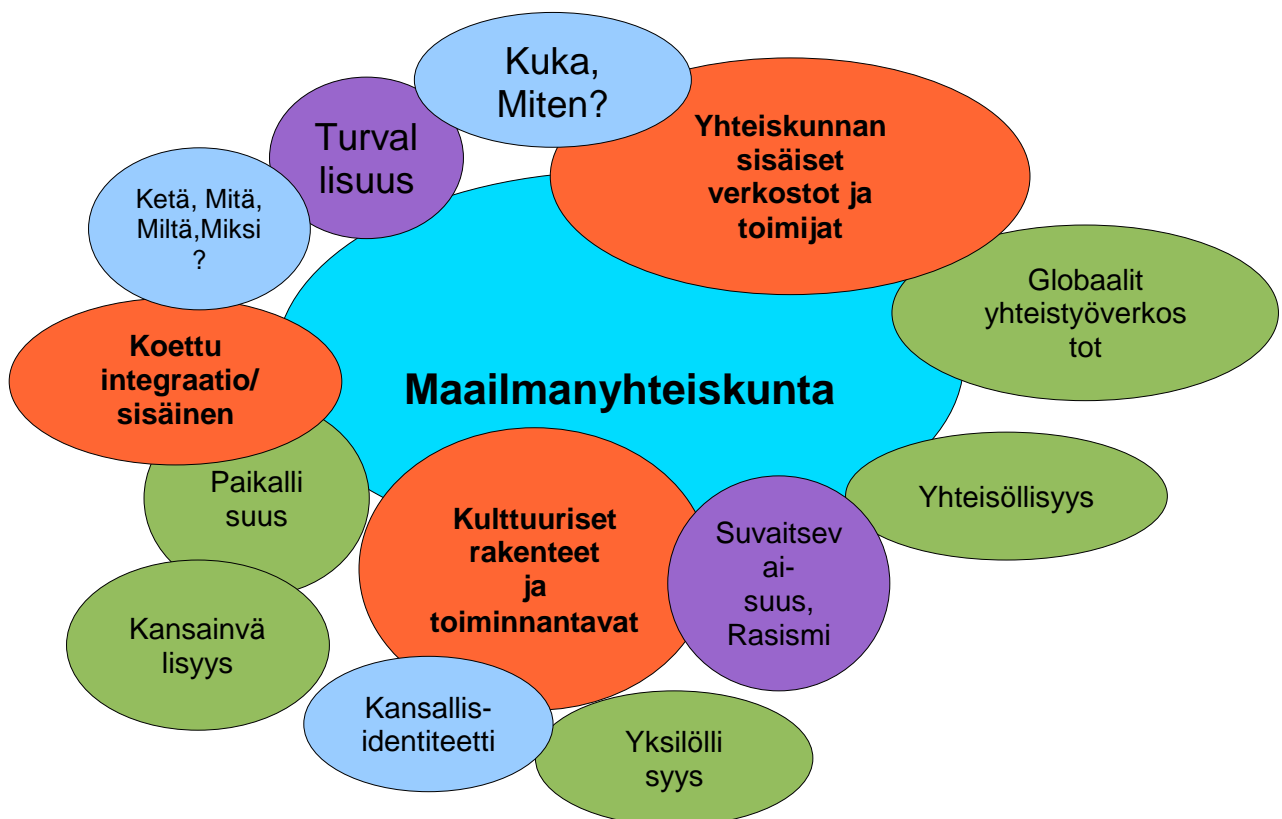 Kuka,
Miten?
Turval
lisuus
Yhteiskunnan
sisäiset
verkostot ja
toimijat
Ketä, Mitä,
Miltä,Miksi
?
Globaalit
yhteistyöverkos
tot
Koettu
integraatio/
sisäinen
Maailmanyhteiskunta
Paikalli
suus
Kulttuuriset
rakenteet
ja
toiminnantavat
Yhteisöllisyys
Suvaitsev
ai-
suus,
Rasismi
Kansainvä
lisyys
Kansallis-
identiteetti
Yksilölli
syys